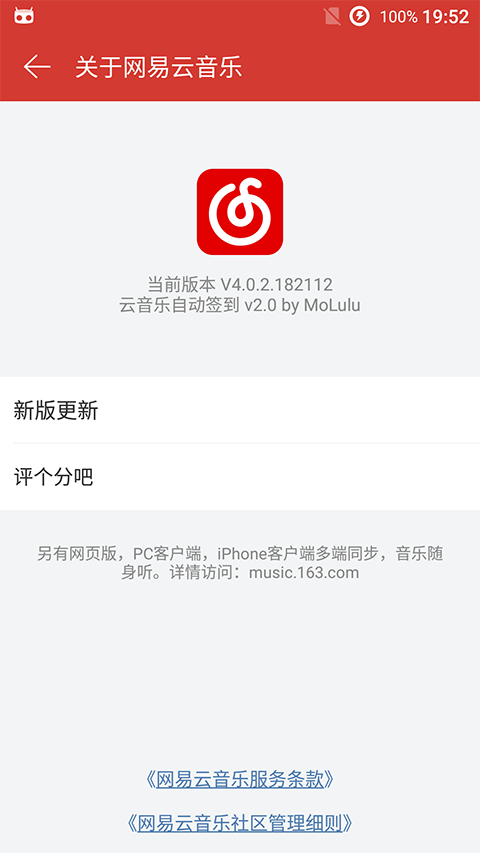 100% 19:52
关于网易云音乐
当前版本 V4.0.2.182112
云音乐自动签到 v2.0 by MoLulu
新版更新
评个分吧
另有网页版，PC客户端，iPhone客户端多端同步，音乐随
身听。详情访问：music.163.com
《网易云音乐服务条款》
《网易云音乐社区管理细则》